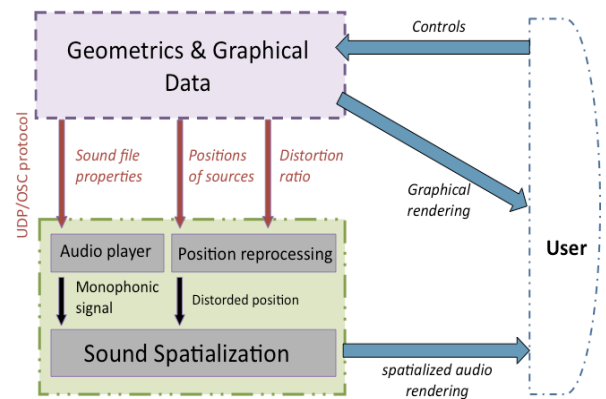 Controls
Geometrics & Graphical
Data
UDP/OSC protocol
Sound file
properties
Positions
of sources
Distortion
ratio
Graphical
rendering
User
Audio player
Position reprocessing
Monophonic
signal
Distorded position
Sound Spatialization
spatialized audio
rendering